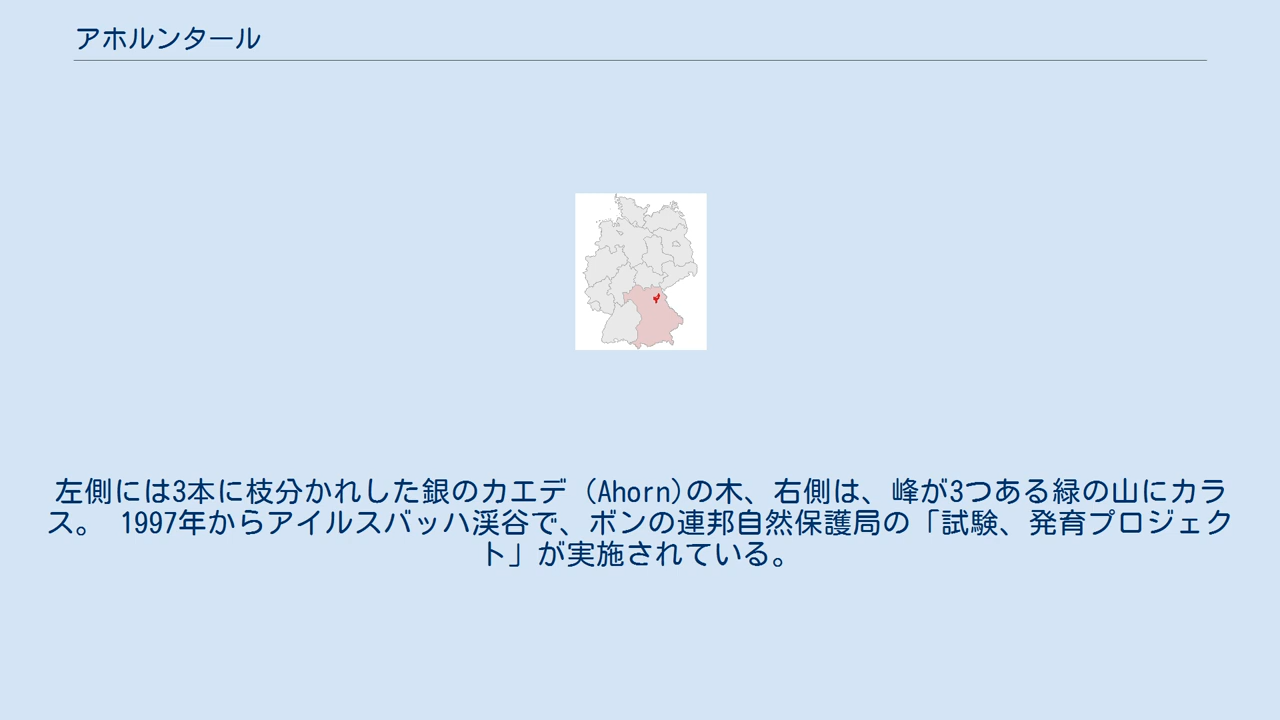 アホルンタール
左側には3本に枝分かれした銀のカエデ (Ahorn)の木、右側は、峰が3つある緑の山にカラ
ス。 1997年からアイルスバッハ渓谷で、ボンの連邦自然保護局の「試験、発育プロジェク
ト」が実施されている。